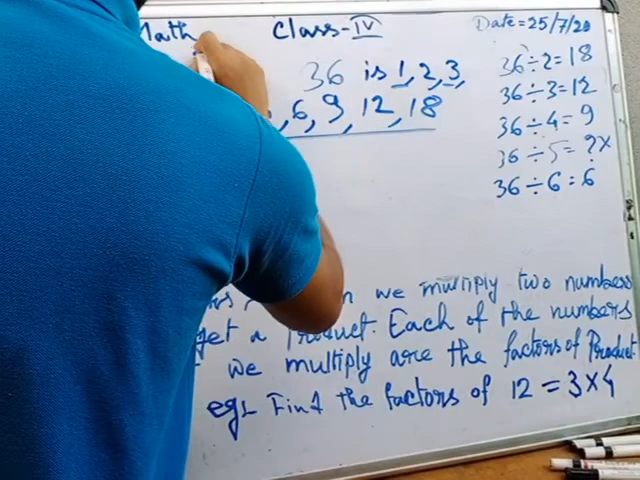 Math Class-IV Date=25/7/20
36 is 1, 2, 3,
, 6, 9, 12, 18
36÷2=18
36÷3=12
36÷4=9
36÷5=?x
36÷6=6
we multiply two numbers
get a Product. Each of the numbers
we multiply are the factors of Product.
eg1 Find the factors of 12 = 3×4